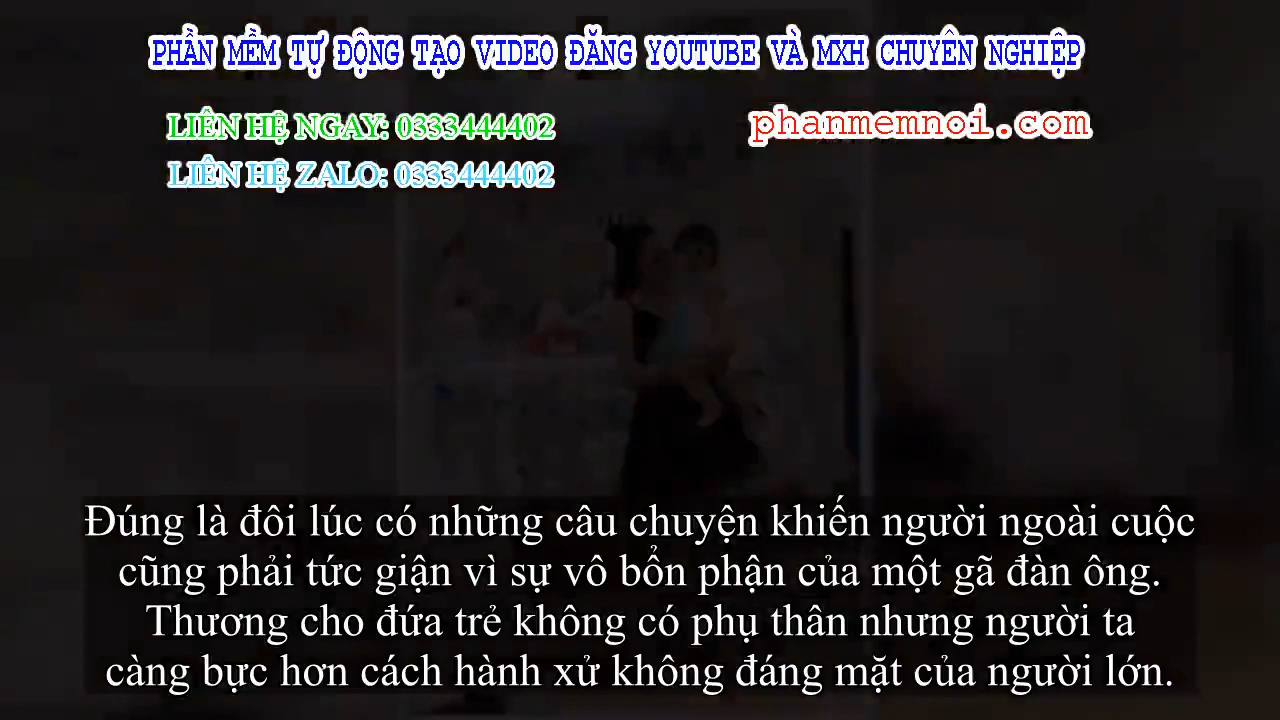 PHẦN MỀM TỰ ĐỘNG TẠO VIDEO ĐĂNG YOUTUBE VÀ MXH CHUYÊN NGHIỆP
LIÊN HỆ NGAY: 0333444402
phanmemnoi.com
LIÊN HỆ ZALO: 0333444402
Đúng là đôi lúc có những câu chuyện khiến người ngoài cuộc
cũng phải tức giận vì sự vô bổn phận của một gã đàn ông.
Thương cho đứa trẻ không có phụ thân nhưng người ta
càng bực hơn cách hành xử không đáng mặt của người lớn.